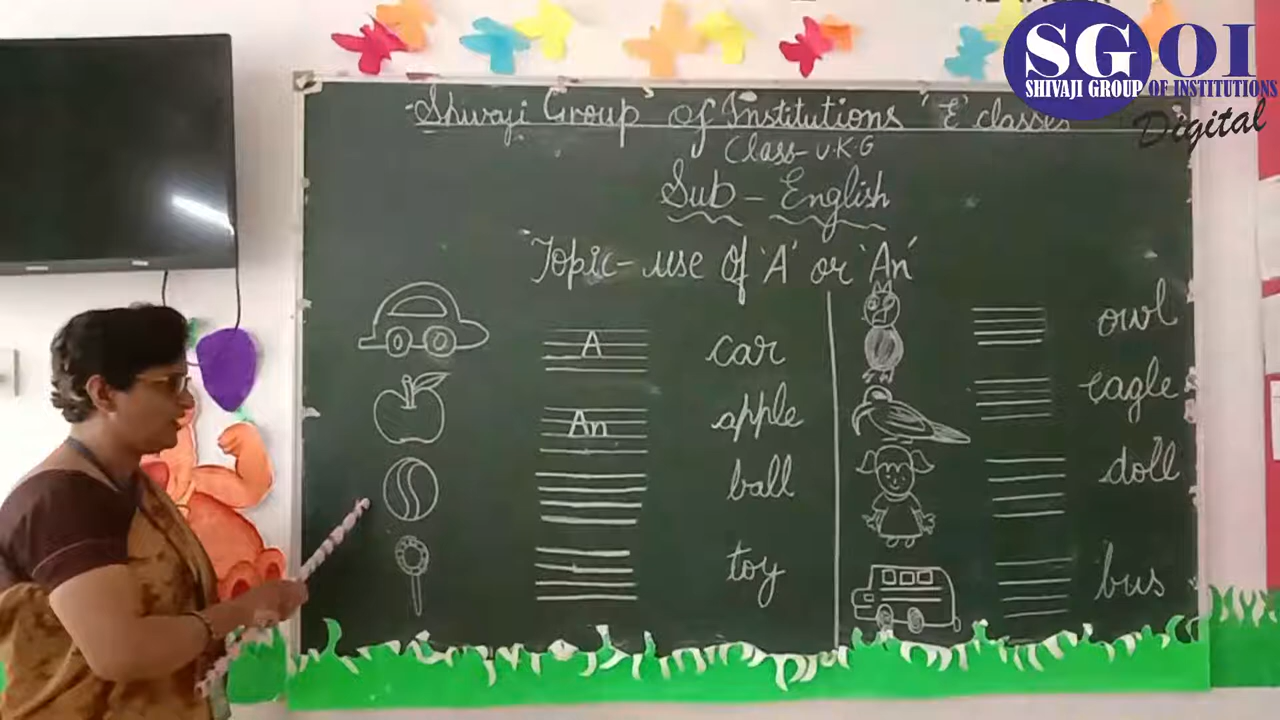 SGOI
SHIVAJI GROUP OF INSTITUTIONS
Digital
Shivaji Group of Institutions 'E' classes
Class- U.K.G
Sub - English
Topic- use of 'A' or 'An'
A car
An apple
ball
toy
owl
eagle
doll
bus